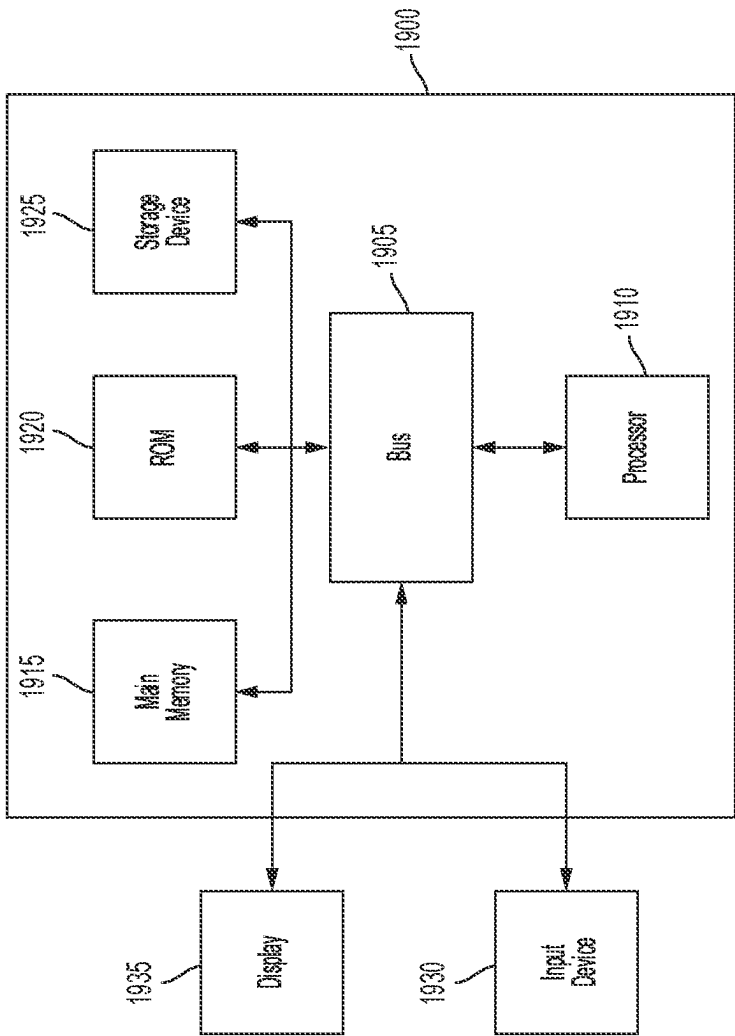 1915
1920
1925
Main
Memory
ROM
Storage
Device
1935
Display
1905
Bus
1900
1930
Input
Device
1910
Processor